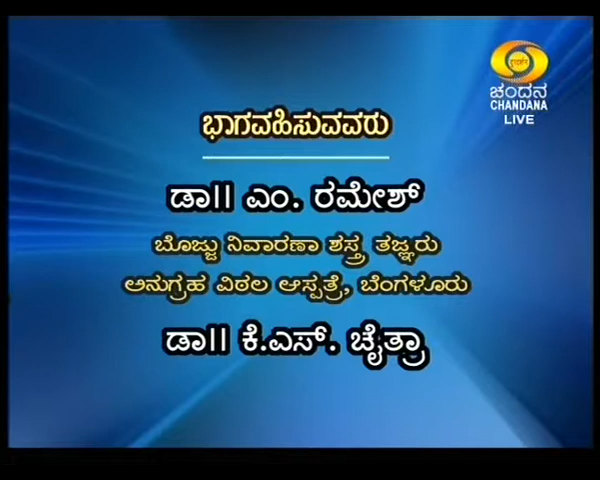 ಚಂದನ
CHANDANA
LIVE
ಭಾಗವಹಿಸುವವರು
ಡಾ|| ಎಂ. ರಮೇಶ್
ಬೊಜ್ಜು ನಿವಾರಣಾ ಶಸ್ತ್ರ ತಜ್ಞರು
ಅನುಗ್ರಹ ವಿಠಲ ಆಸ್ಪತ್ರೆ, ಬೆಂಗಳೂರು
ಡಾ|| ಕೆ.ಎಸ್. ಚೈತ್ರಾ